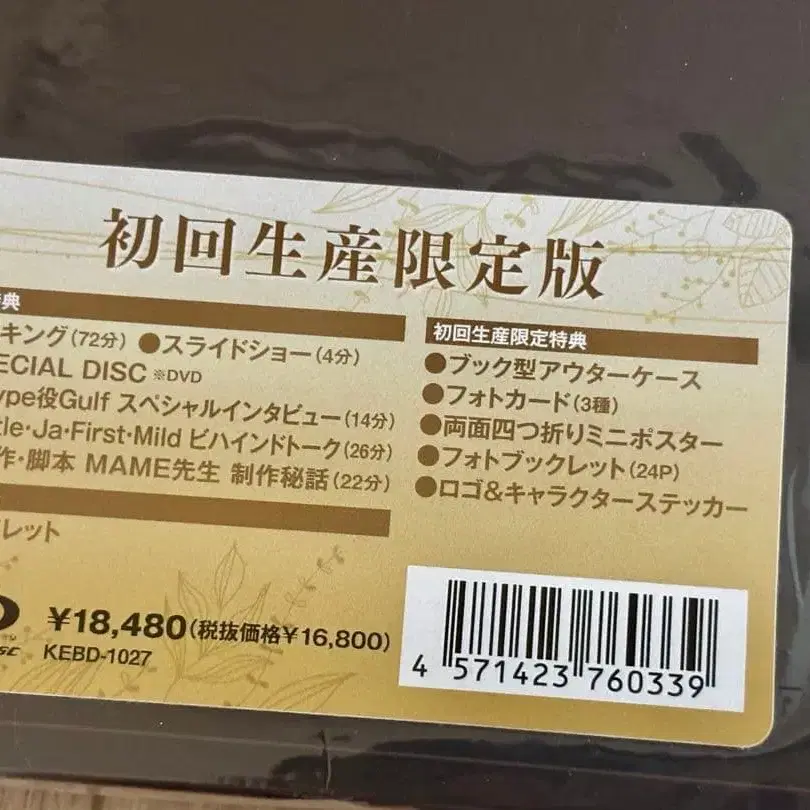 初回生産限定版
典
キング(72分) ●スライドショー(4分)
ECIAL DISC ※DVD
ype役Gulf スペシャルインタビュー(14分)
tle・Ja・First・Mild ビハインドトーク(26分)
作・脚本 MAME先生 制作秘話(22分)
レット
初回生産限定特典
●ブック型アウターケース
●フォトカード(3種)
●両面四つ折りミニポスター
●フォトブックレット(24P)
●ロゴ&キャラクターステッカー
¥18,480(税抜価格¥16,800)
KEBD-1027
4 571423 760339